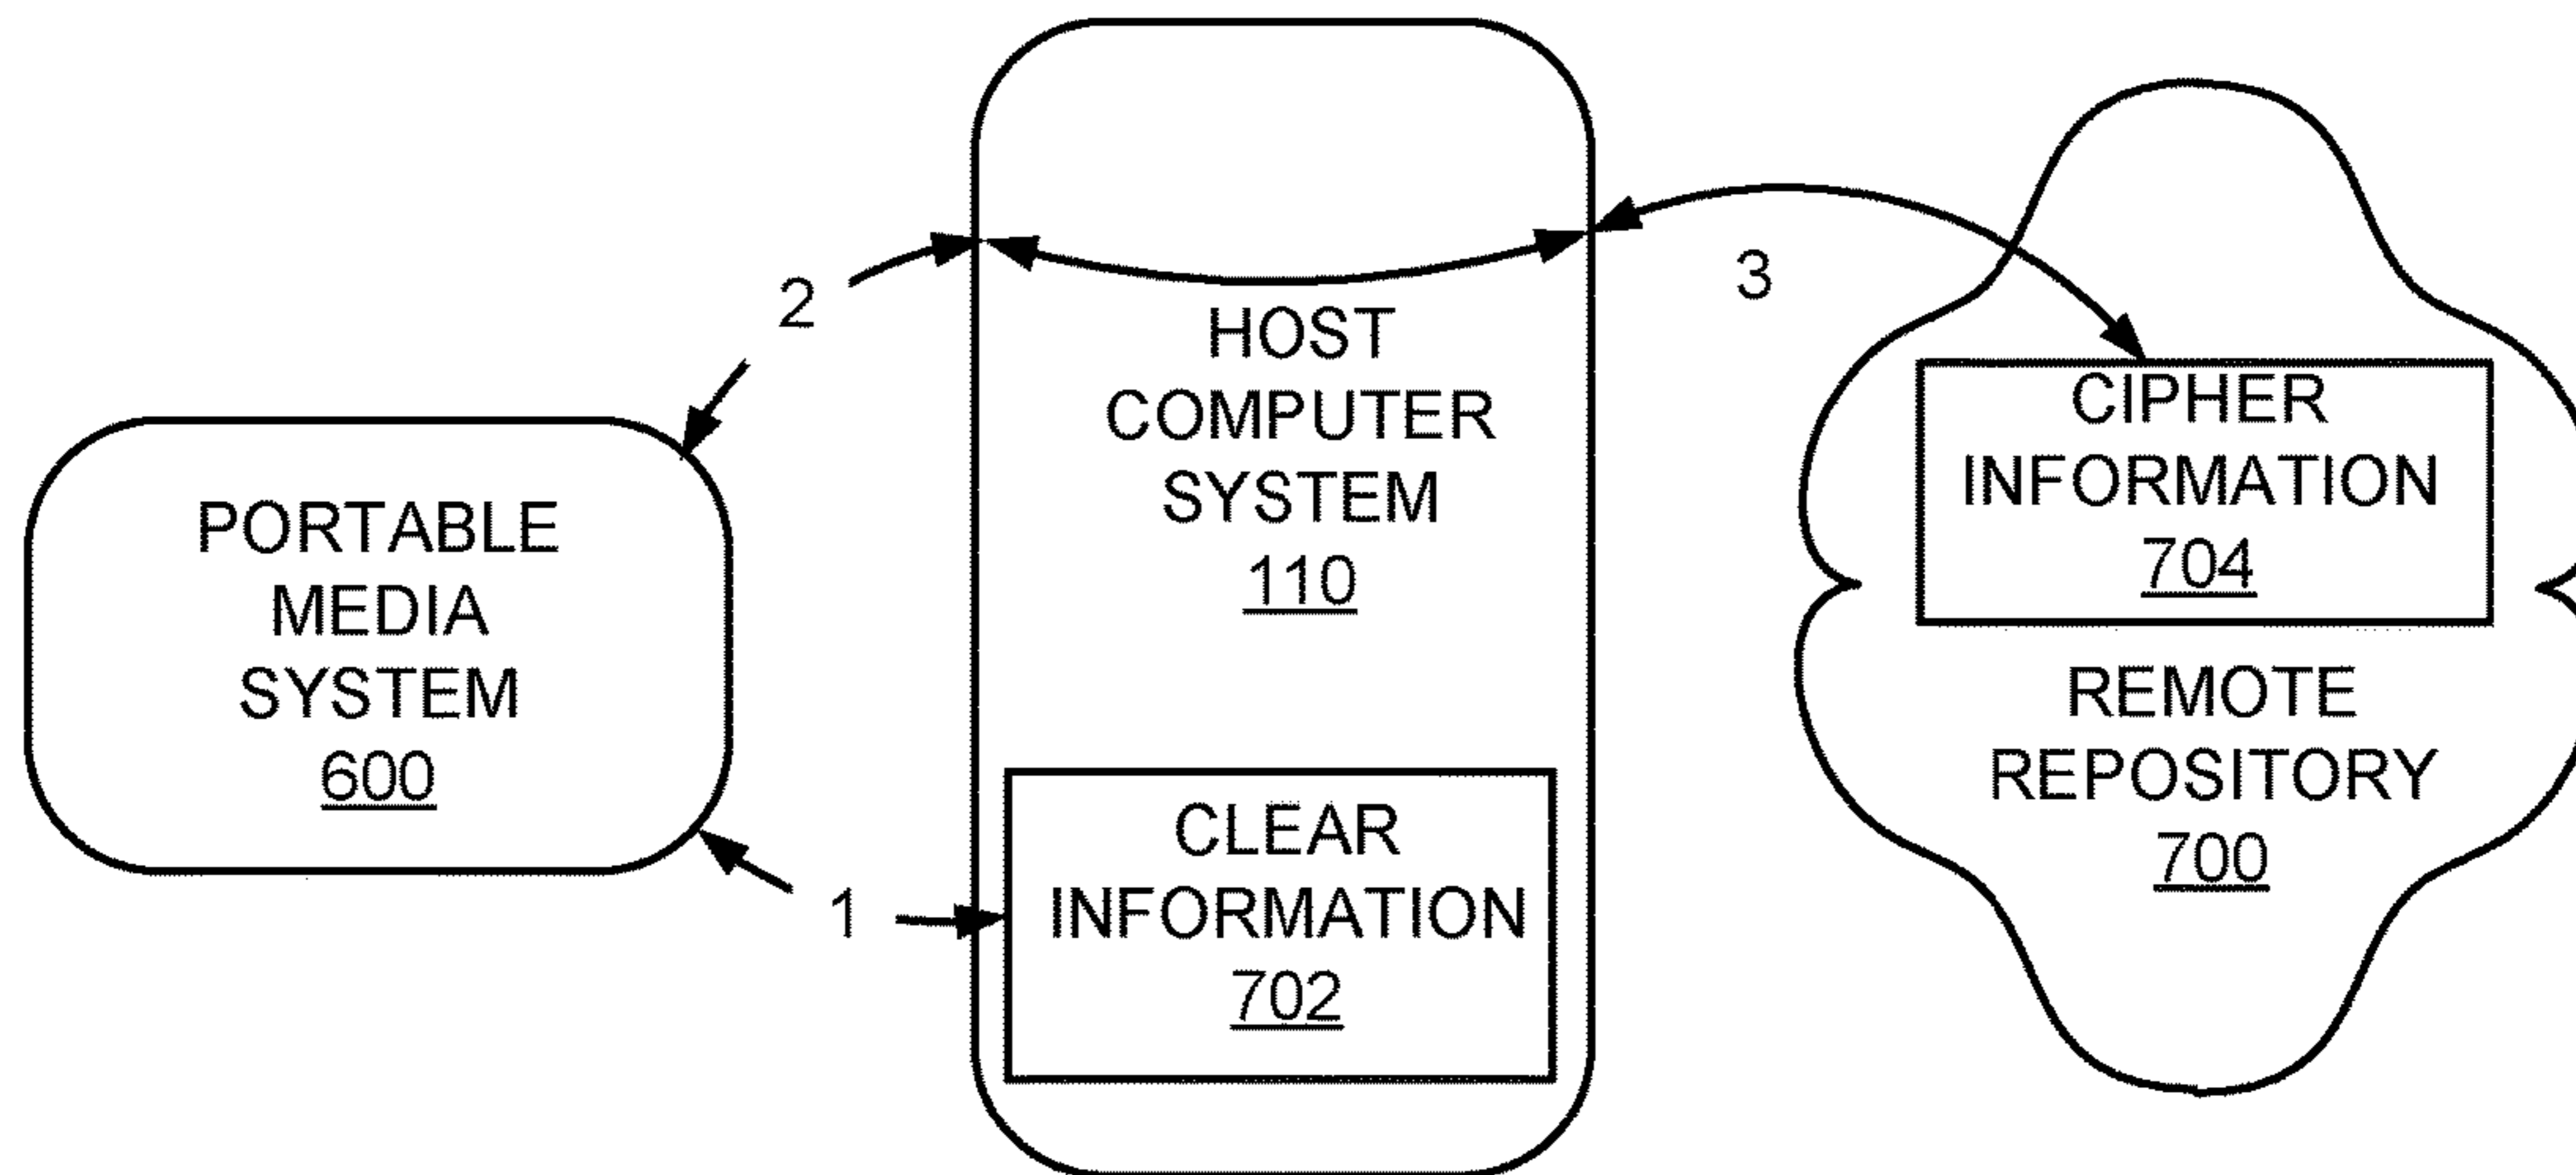 2
3
HOST
COMPUTER
SYSTEM
110
CIPHER
INFORMATION
704
REMOTE
REPOSITORY
700
PORTABLE
MEDIA
SYSTEM
600
1
CLEAR
INFORMATION
702